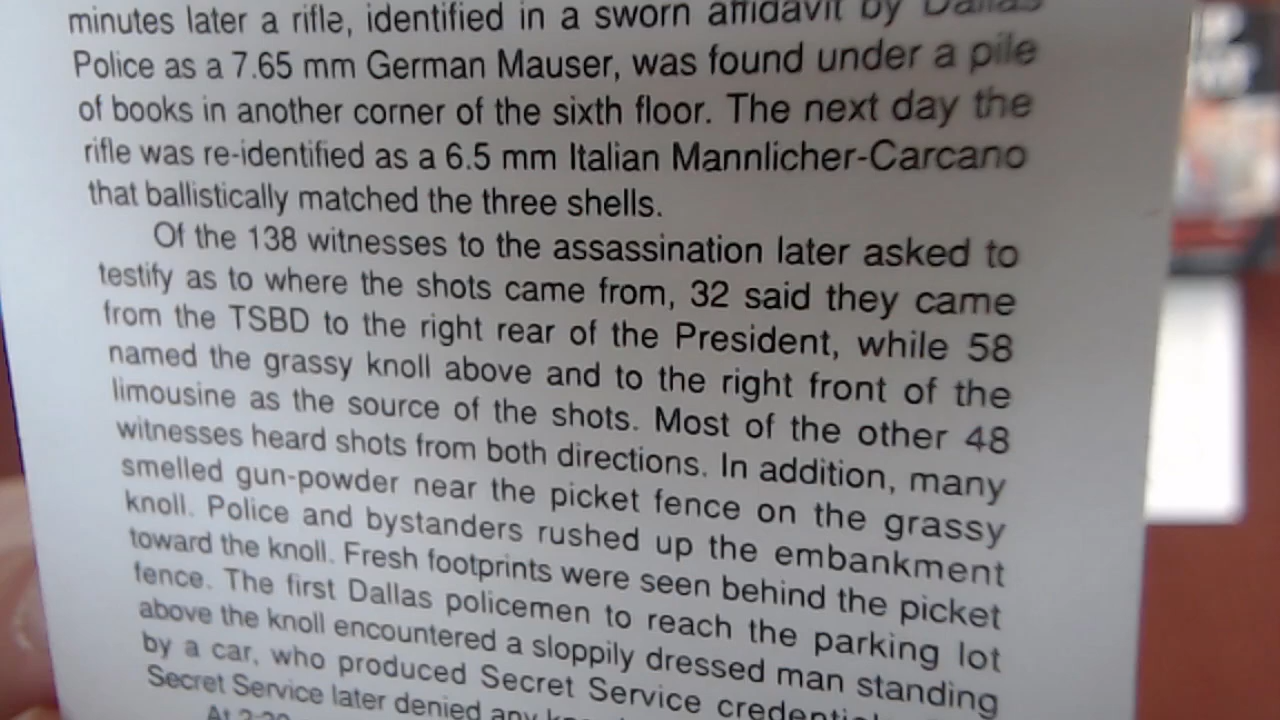 minutes later a rifle, identified in a sworn affidavit by Dallas
Police as a 7.65 mm German Mauser, was found under a pile
of books in another corner of the sixth floor. The next day the
rifle was re-identified as a 6.5 mm Italian Mannlicher-Carcano
that ballistically matched the three shells.
Of the 138 witnesses to the assassination later asked to
testify as to where the shots came from, 32 said they came
from the TSBD to the right rear of the President, while 58
named the grassy knoll above and to the right front of the
limousine as the source of the shots. Most of the other 48
witnesses heard shots from both directions. In addition, many
smelled gun-powder near the picket fence on the grassy
knoll. Police and bystanders rushed up the embankment
toward the knoll. Fresh footprints were seen behind the picket
fence. The first Dallas policemen to reach the parking lot
above the knoll encountered a sloppily dressed man standing
by a car, who produced Secret Service
Secret Service later denied any
At